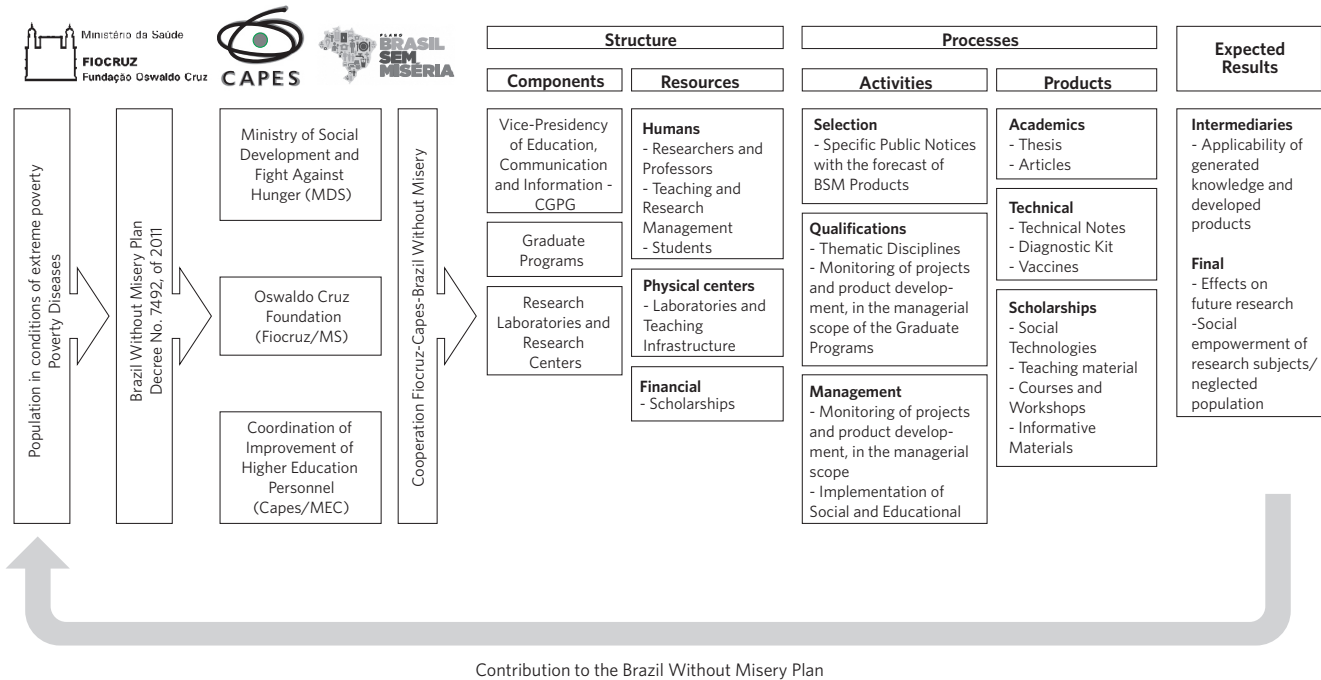 Ministério da Saúde
FIOCRUZ
Fundação Oswaldo Cruz
CAPES
PLANO
BRASIL
SEM
MISÉRIA
Structure
Processes
Expected
Results
Components
Resources
Activities
Products
Population in conditions of extreme poverty
Poverty Diseases
Brazil Without Misery Plan
Decree No. 7492, of 2011
Ministry of Social
Development and
Fight Against
Hunger (MDS)
Oswaldo Cruz
Foundation
(Fiocruz/MS)
Coordination of
Improvement of
Higher Education
Personnel
(Capes/MEC)
Cooperation Fiocruz-Capes-Brazil Without Misery
Vice-Presidency
of Education,
Communication
and Information -
CGPG
Graduate
Programs
Research
Laboratories and
Research
Centers
Humans
- Researchers and
Professors
- Teaching and
Research
Management
- Students
Physical centers
- Laboratories and
Teaching
Infrastructure
Financial
- Scholarships
Selection
- Specific Public Notices
with the forecast of
BSM Products
Qualifications
- Thematic Disciplines
- Monitoring of projects
and product develop-
ment, in the managerial
scope of the Graduate
Programs
Management
- Monitoring of projects
and product develop-
ment, in the managerial
scope
- Implementation of
Social and Educational
Academics
- Thesis
- Articles
Technical
- Technical Notes
- Diagnostic Kit
- Vaccines
Scholarships
- Social
Technologies
- Teaching material
- Courses and
Workshops
- Informative
Materials
Intermediaries
- Applicability of
generated
knowledge and
developed
products
Final
- Effects on
future research
-Social
empowerment of
research subjects/
neglected
population
Contribution to the Brazil Without Misery Plan